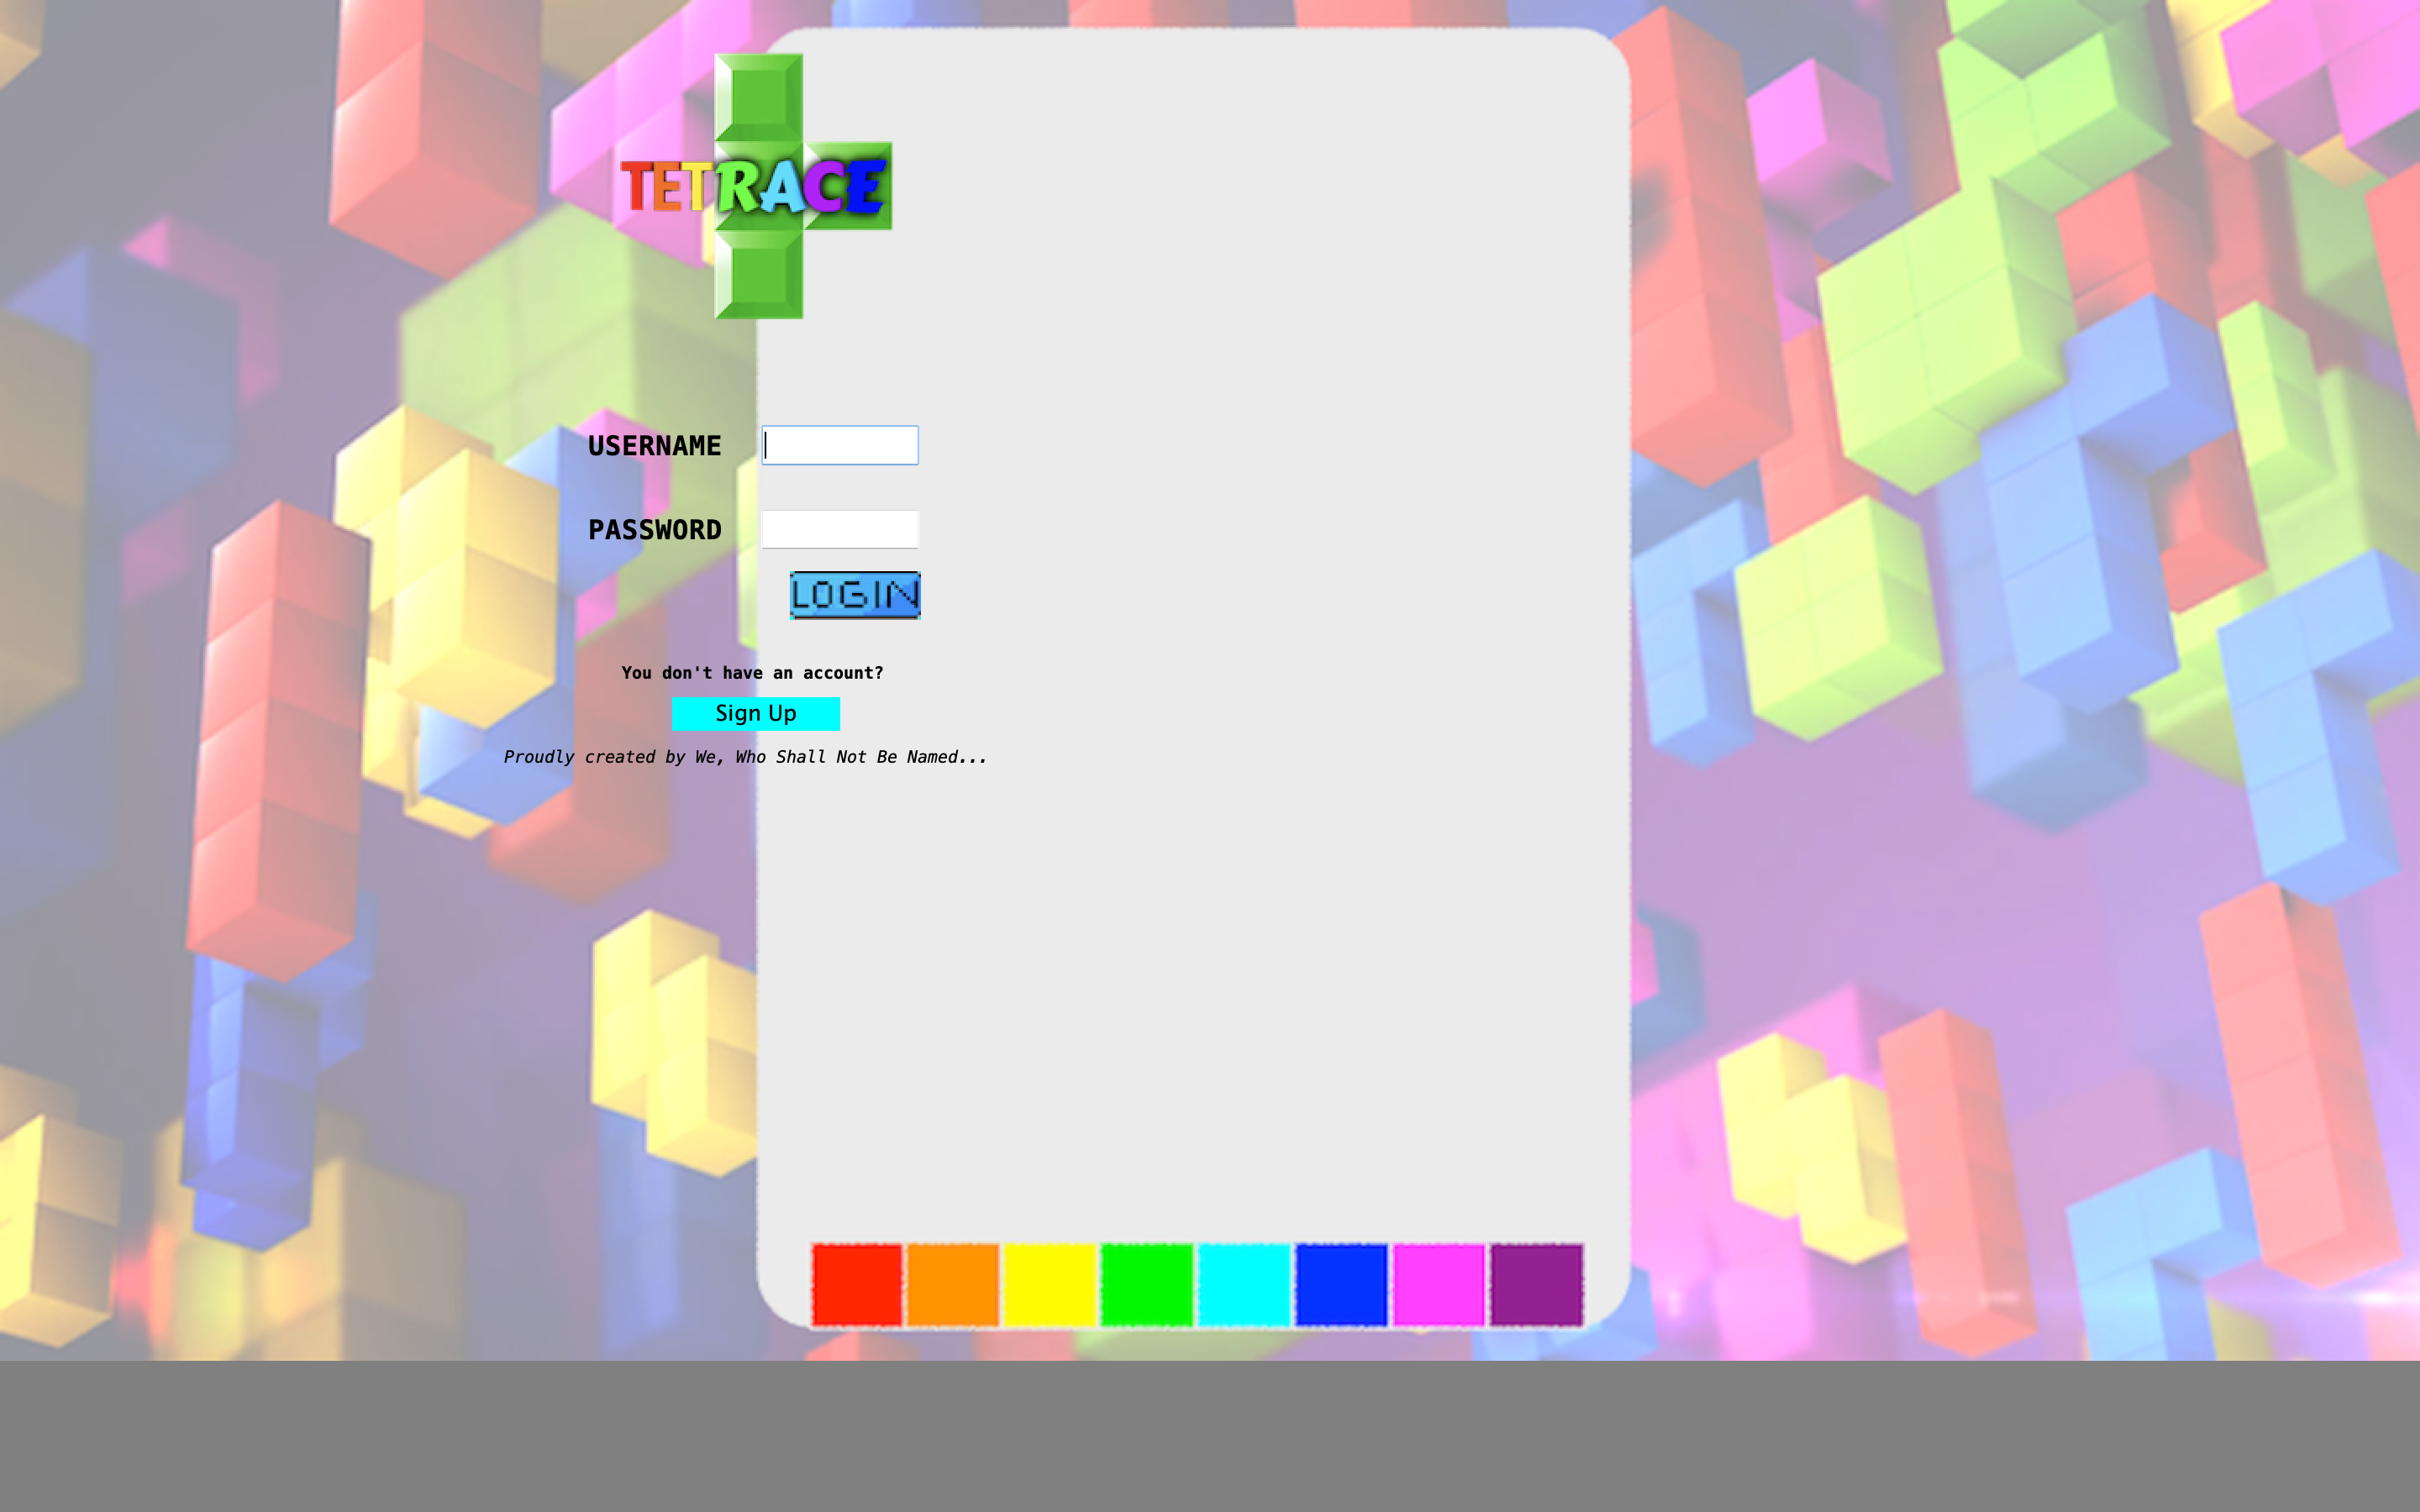 TETRACE
USERNAME
PASSWORD
LOGIN
You don't have an account?
Sign Up
Proudly created by We, Who Shall Not Be Named...